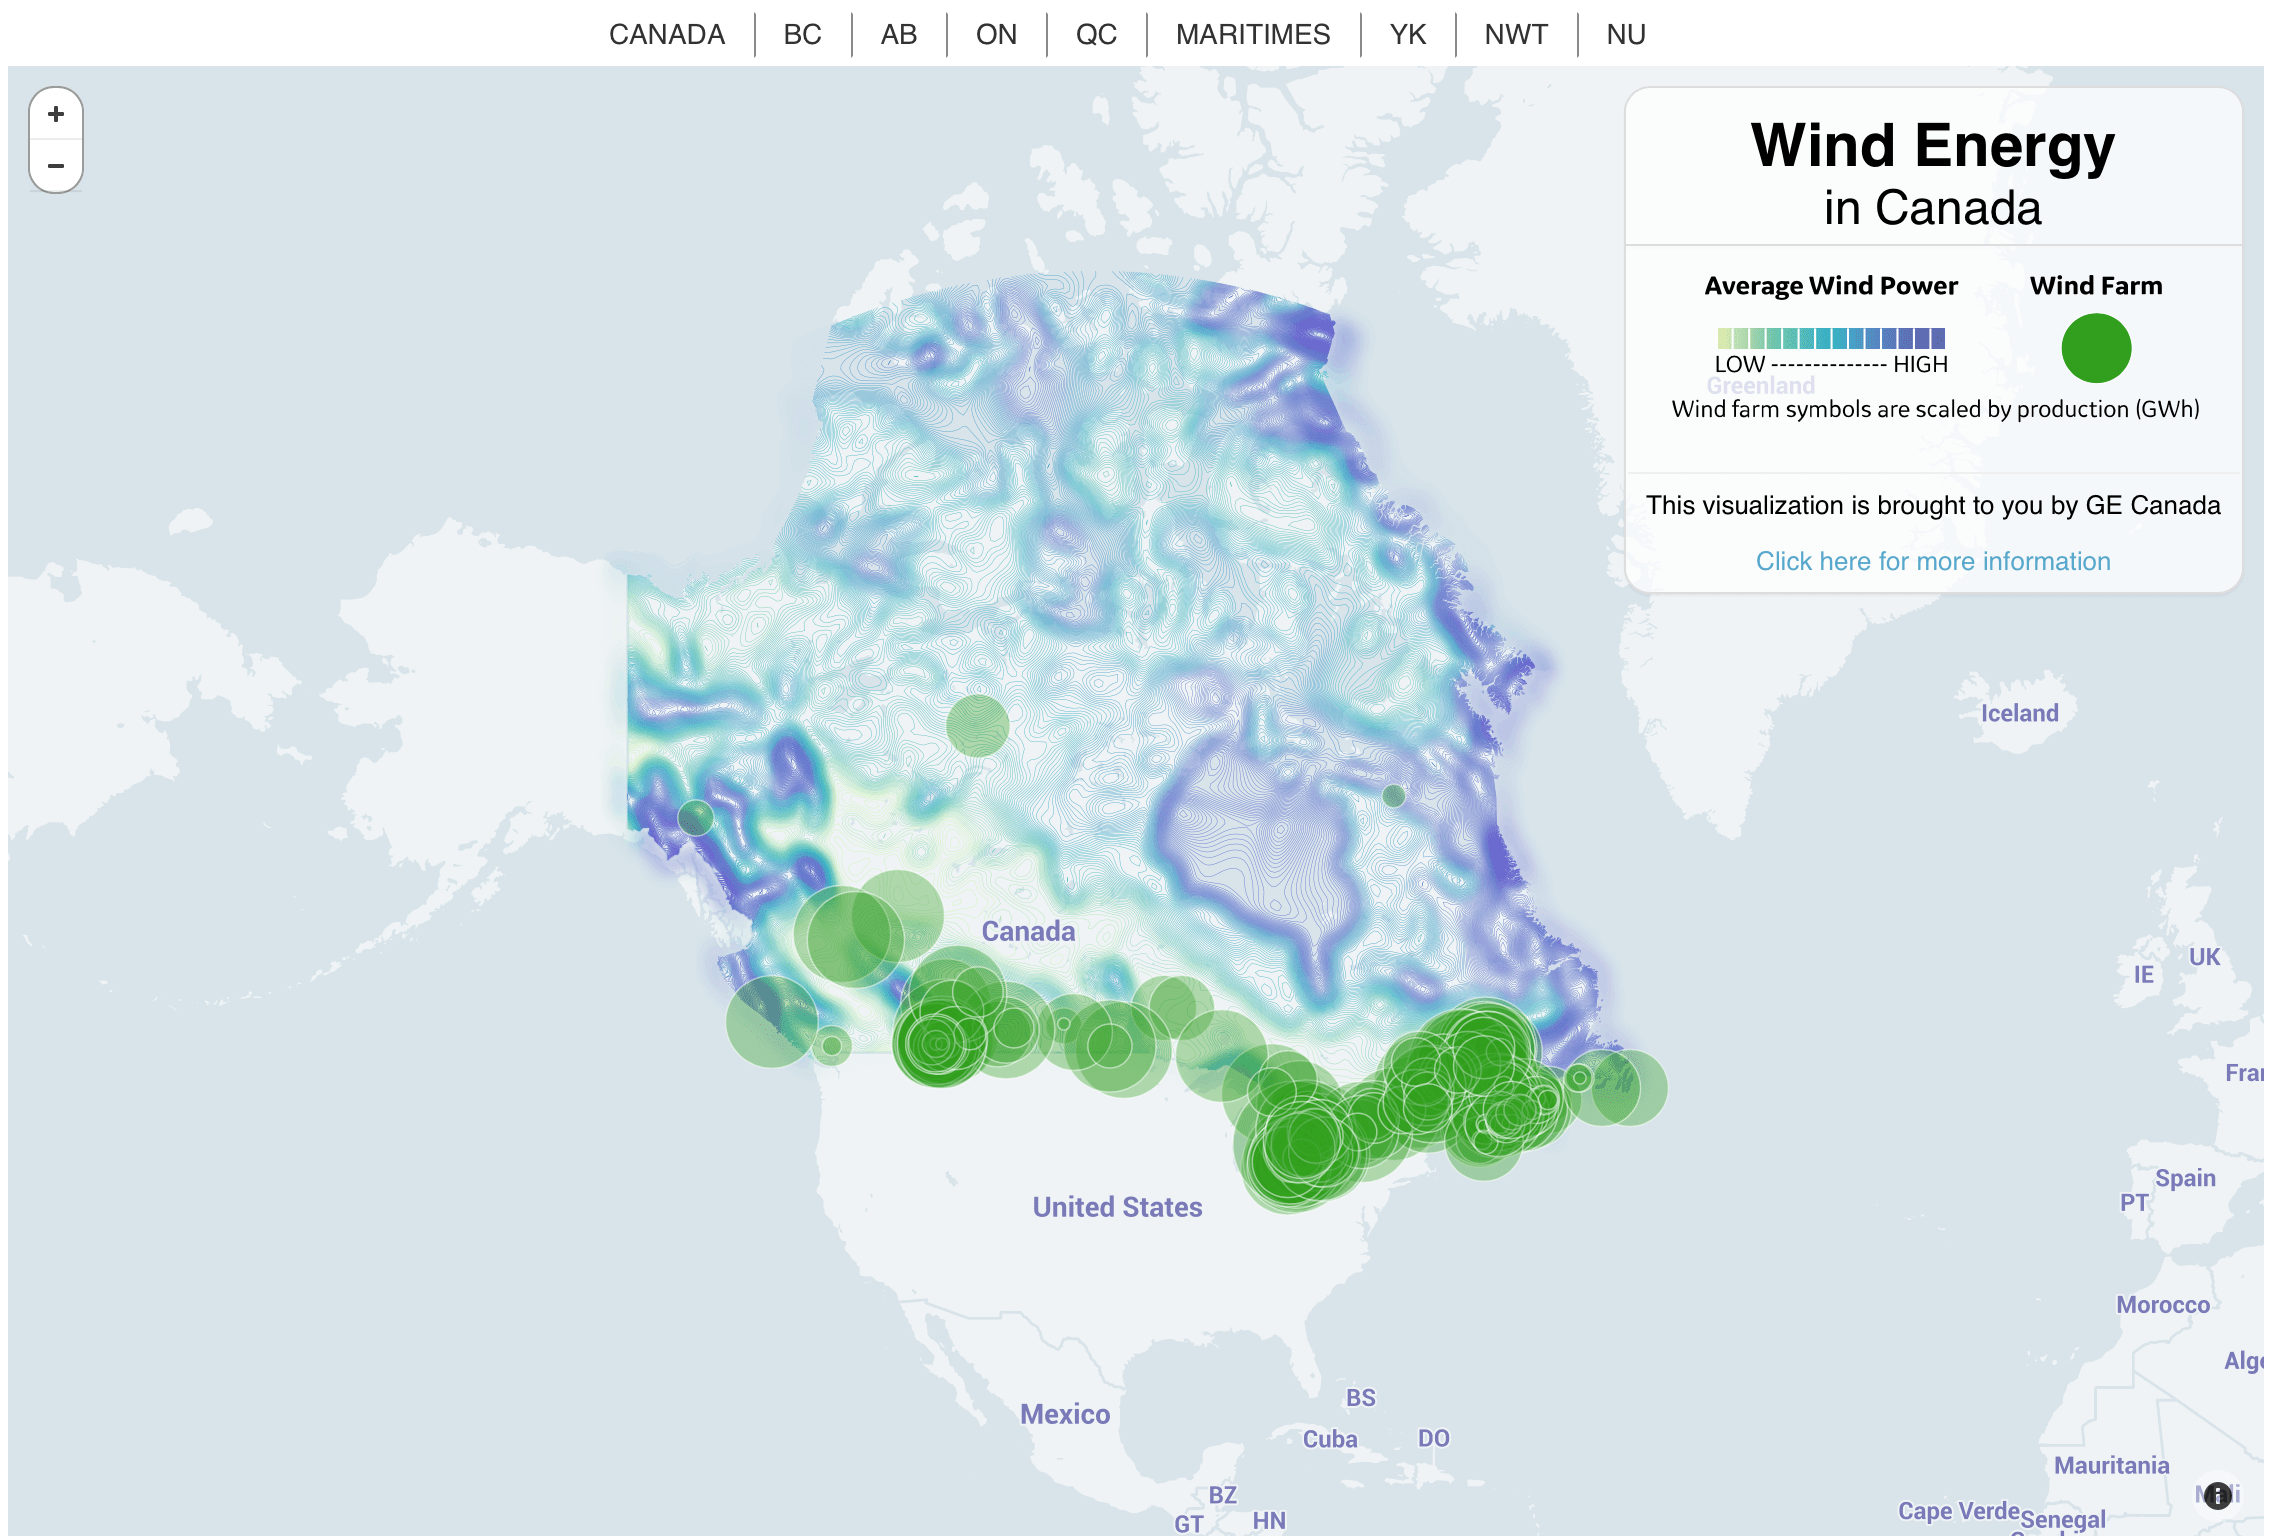 CANADA BC AB ON QC MARITIMES YK NWT NU
+
−
Wind Energy
in Canada
Average Wind Power
Wind Farm
LOW -------------- HIGH
Greenland
Wind farm symbols are scaled by production (GWh)
This visualization is brought to you by GE Canada
Click here for more information
Iceland
Canada
UK
IE
Fra
Spain
PT
United States
Morocco
Alge
BS
Mexico
Cuba
DO
Mauritania
BZ
Cape Verde
Senegal
GT
HN